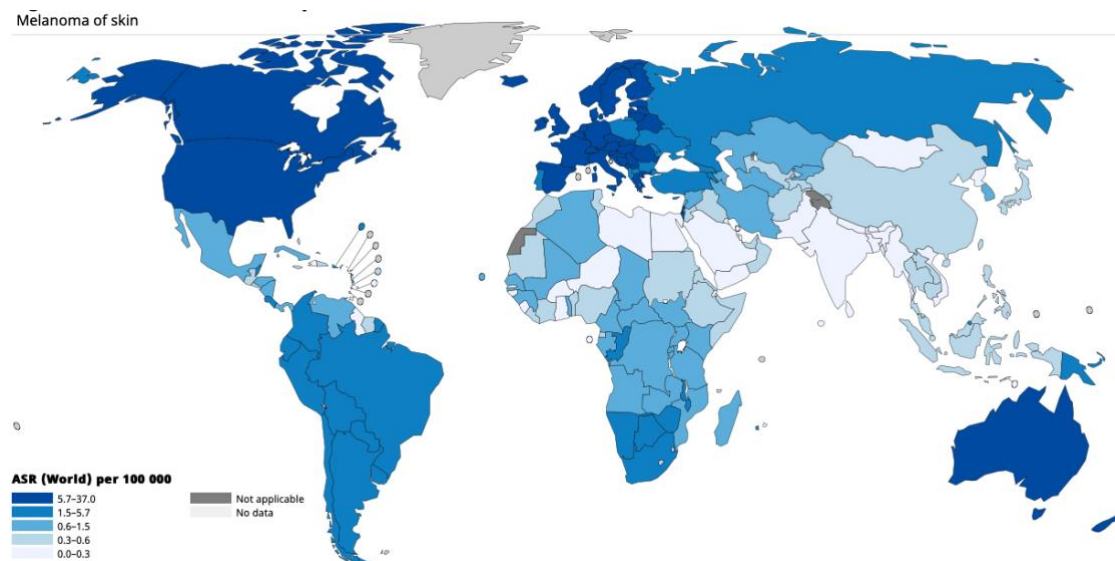 Melanoma of skin
ASR (World) per 100 000
5.7–37.0
1.5–5.7
0.6–1.5
0.3–0.6
0.0–0.3
Not applicable
No data